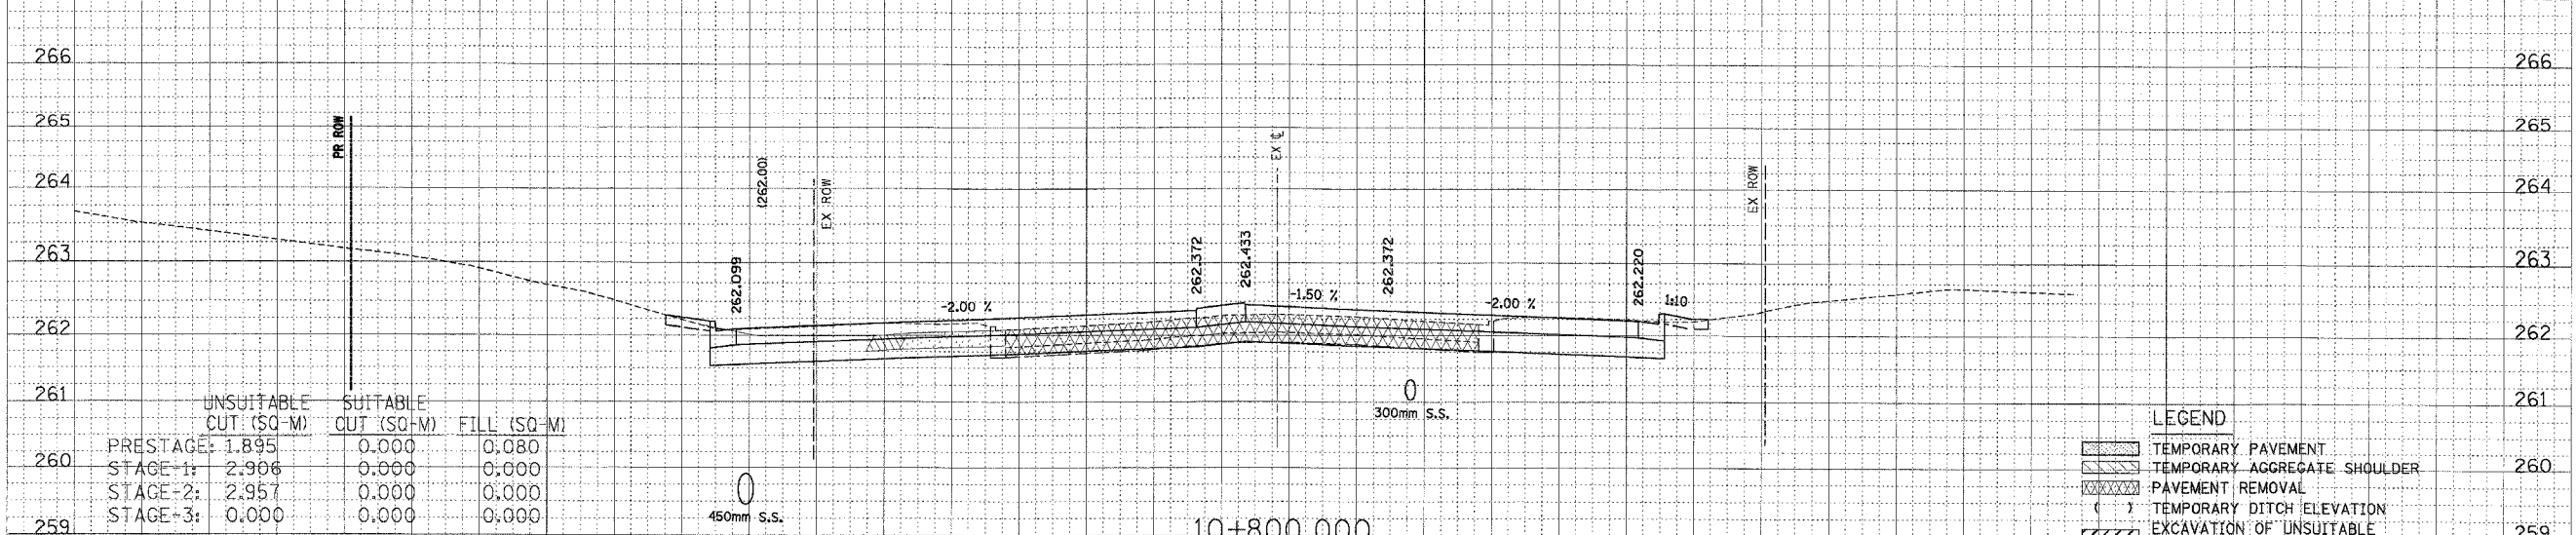 266 266
265 265
264 264
263 263
262 262
261 261
260 260
259 259
PR ROW
(262.00)
EX ROW
EX ℄
EX ROW
262.099
262.372
262.433
262.372
262.220
-2.00 %
-1.50 %
-2.00 %
1:10
300mm S.S.
450mm S.S.
UNSUITABLE SUITABLE
CUT (SQ-M) CUT (SQ-M) FILL (SQ-M)
PRESTAGE: 1.895 0.000 0.080
STAGE-1: 2.906 0.000 0.000
STAGE-2: 2.957 0.000 0.000
STAGE-3: 0.000 0.000 0.000
10+800.000
LEGEND
TEMPORARY PAVEMENT
TEMPORARY AGGREGATE SHOULDER
PAVEMENT REMOVAL
( ) TEMPORARY DITCH ELEVATION
EXCAVATION OF UNSUITABLE